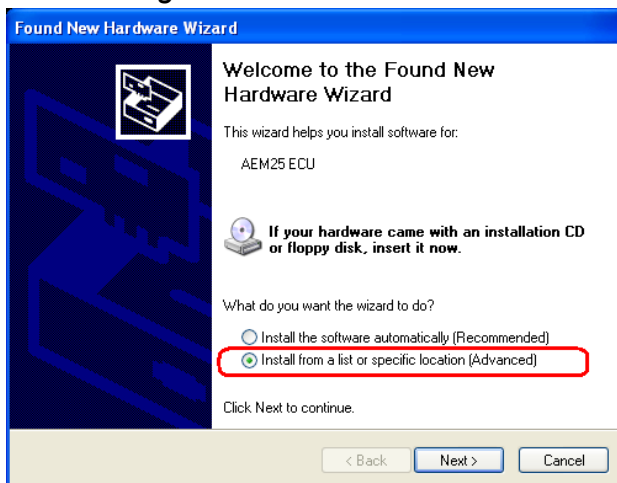 Found New Hardware Wizard
Welcome to the Found New
Hardware Wizard
This wizard helps you install software for:
AEM25 ECU
If your hardware came with an installation CD
or floppy disk, insert it now.
What do you want the wizard to do?
Install the software automatically (Recommended)
Install from a list or specific location (Advanced)
Click Next to continue.
< Back
Next >
Cancel